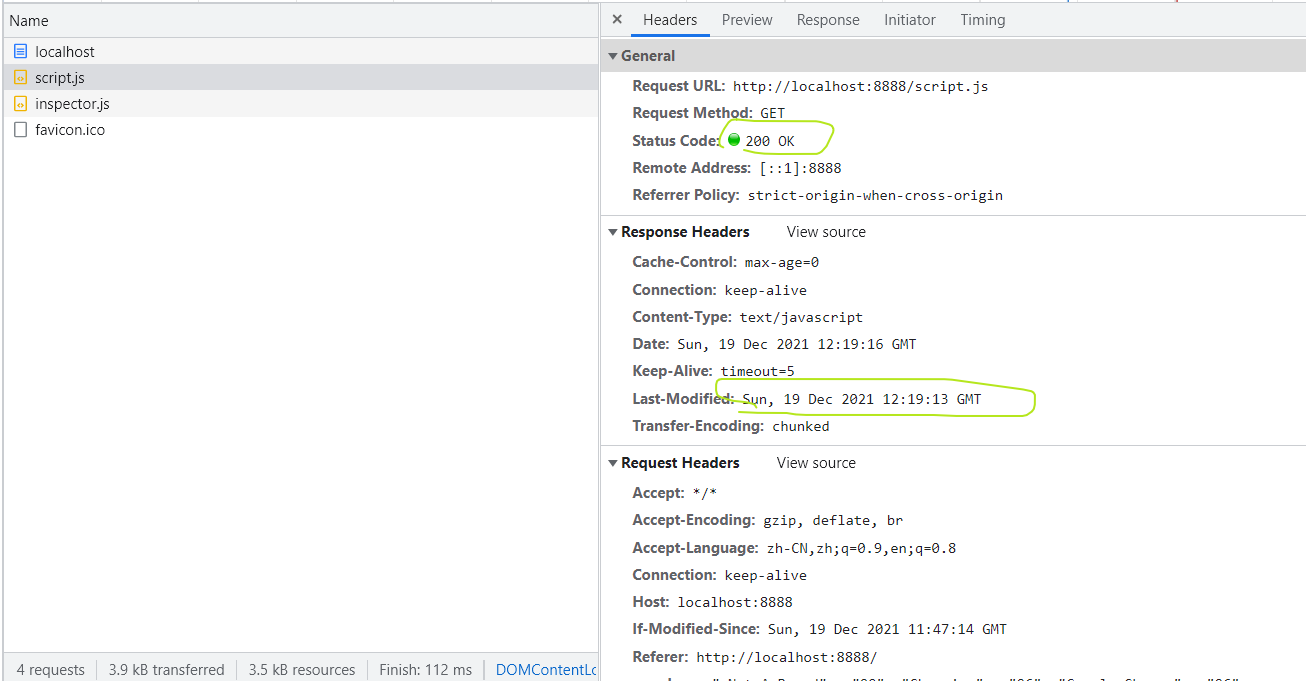 Name
localhost
script.js
inspector.js
favicon.ico
4 requests 3.9 kB transferred 3.5 kB resources Finish: 112 ms DOMContentLo
× Headers Preview Response Initiator Timing
▼ General
Request URL: http://localhost:8888/script.js
Request Method: GET
Status Code: 200 OK
Remote Address: [::1]:8888
Referrer Policy: strict-origin-when-cross-origin
▼ Response Headers View source
Cache-Control: max-age=0
Connection: keep-alive
Content-Type: text/javascript
Date: Sun, 19 Dec 2021 12:19:16 GMT
Keep-Alive: timeout=5
Last-Modified: Sun, 19 Dec 2021 12:19:13 GMT
Transfer-Encoding: chunked
▼ Request Headers View source
Accept: */*
Accept-Encoding: gzip, deflate, br
Accept-Language: zh-CN,zh;q=0.9,en;q=0.8
Connection: keep-alive
Host: localhost:8888
If-Modified-Since: Sun, 19 Dec 2021 11:47:14 GMT
Referer: http://localhost:8888/